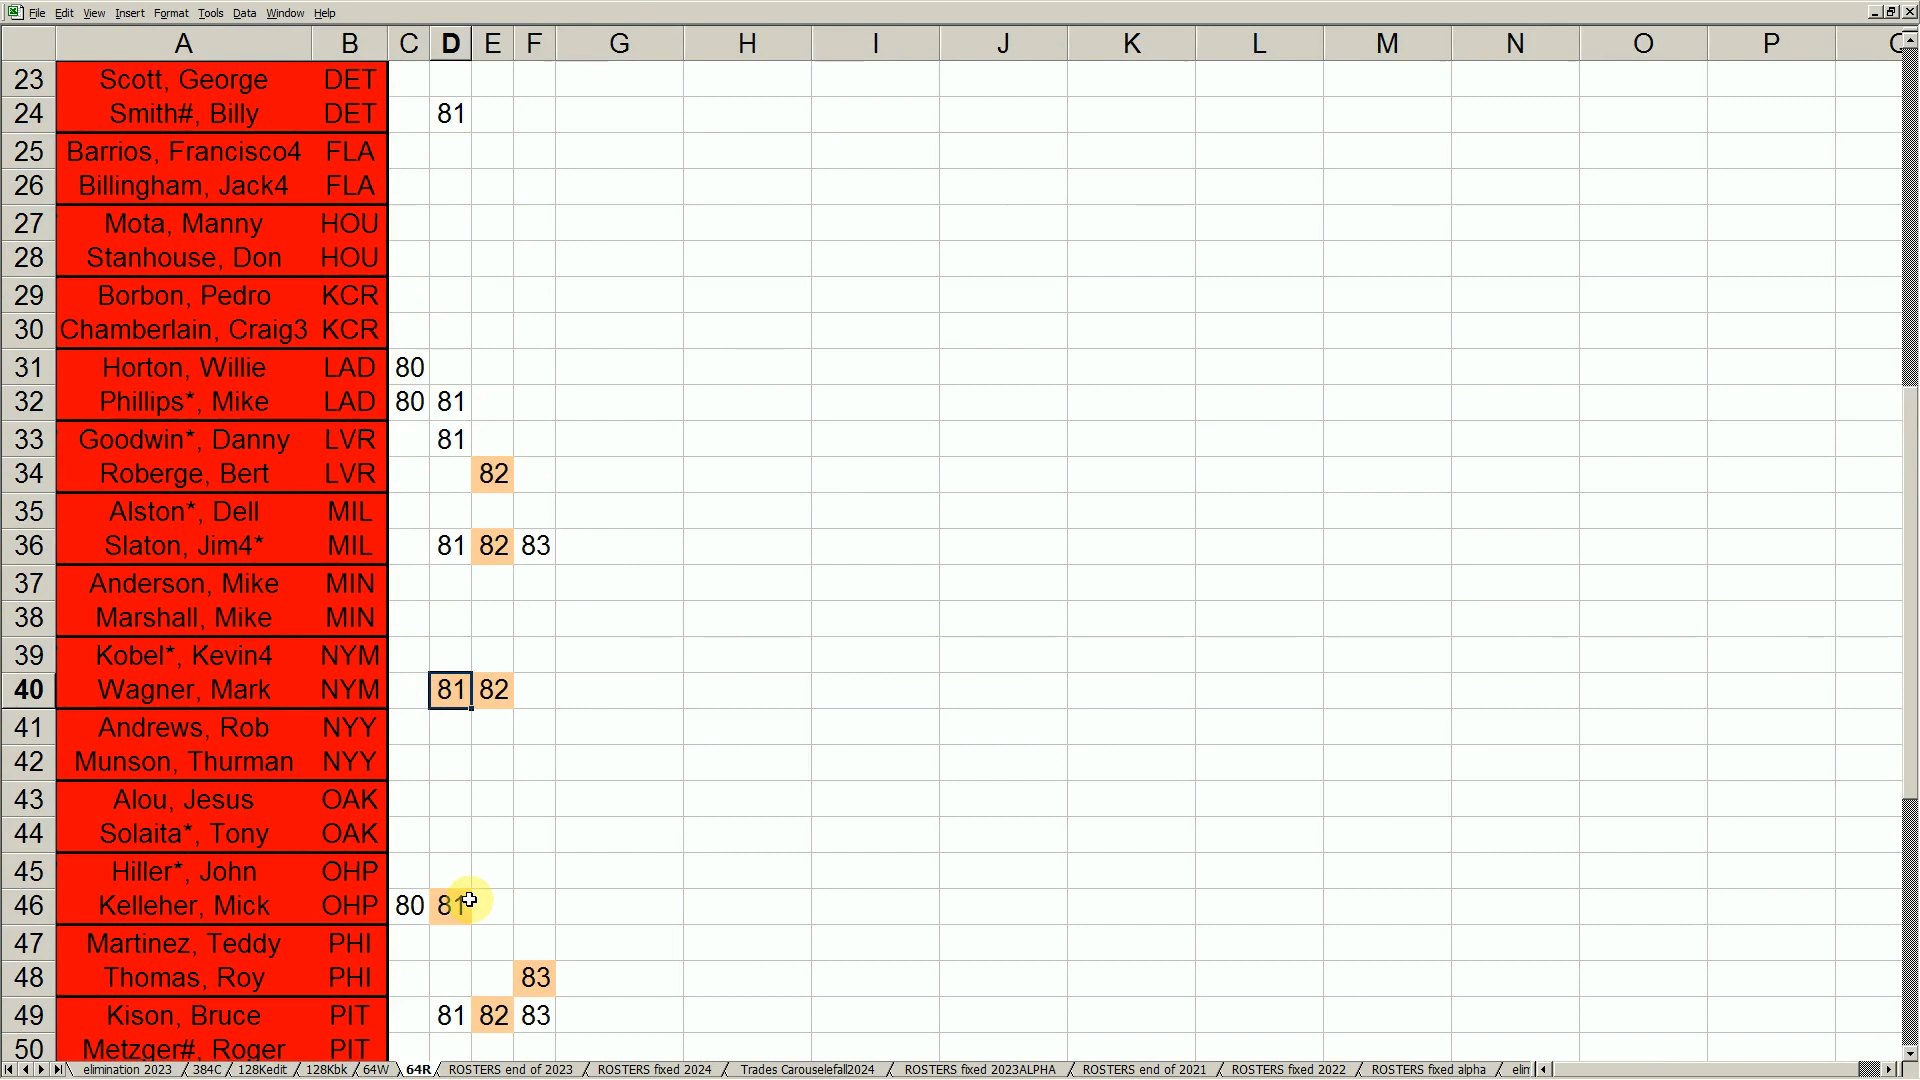 File Edit View Insert Format Tools Data Window Help
A B C D E F G H I J K L M N O P Q
23 Scott, George DET
24 Smith#, Billy DET 81
25 Barrios, Francisco4 FLA
26 Billingham, Jack4 FLA
27 Mota, Manny HOU
28 Stanhouse, Don HOU
29 Borbon, Pedro KCR
30 Chamberlain, Craig3 KCR
31 Horton, Willie LAD 80
32 Phillips*, Mike LAD 80 81
33 Goodwin*, Danny LVR 81
34 Roberge, Bert LVR 82
35 Alston*, Dell MIL
36 Slaton, Jim4* MIL 81 82 83
37 Anderson, Mike MIN
38 Marshall, Mike MIN
39 Kobel*, Kevin4 NYM
40 Wagner, Mark NYM 81 82
41 Andrews, Rob NYY
42 Munson, Thurman NYY
43 Alou, Jesus OAK
44 Solaita*, Tony OAK
45 Hiller*, John OHP
46 Kelleher, Mick OHP 80 81
47 Martinez, Teddy PHI
48 Thomas, Roy PHI 83
49 Kison, Bruce PIT 81 82 83
50 Metzger#, Roger PIT
elimination 2023 384C 128Kedit 128Kbk 64W 64R ROSTERS end of 2023 ROSTERS fixed 2024 Trades Carouselefall2024 ROSTERS fixed 2023ALPHA ROSTERS end of 2021 ROSTERS fixed 2022 ROSTERS fixed alpha elin